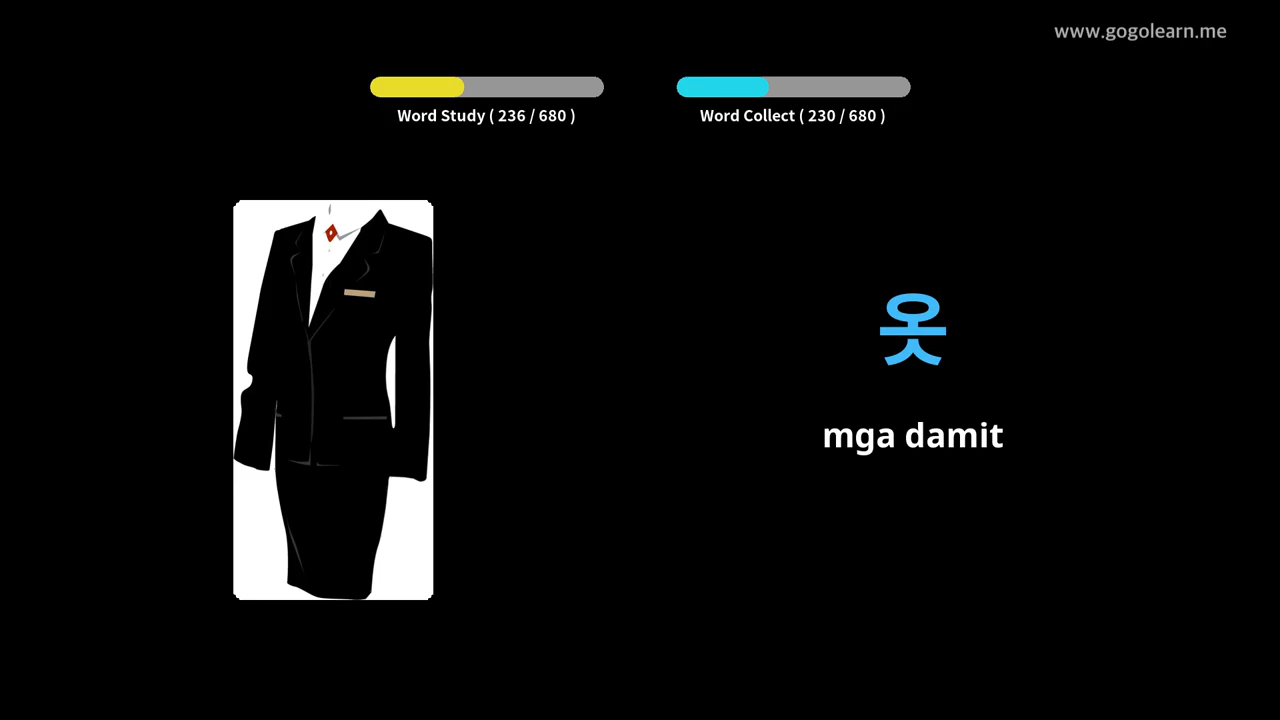 www.gogolearn.me
Word Study ( 236 / 680 )
Word Collect ( 230 / 680 )
옷
mga damit